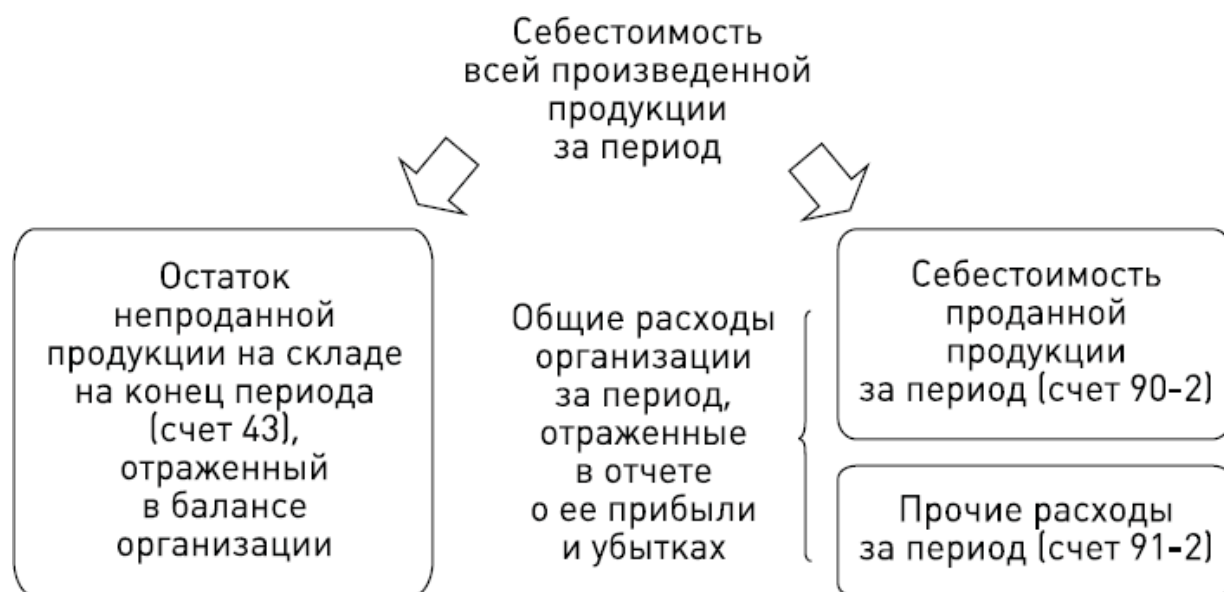 Себестоимость
всей произведенной
продукции
за период
Остаток
непроданной
продукции на складе
на конец периода
(счет 43),
отраженный
в балансе
организации
Общие расходы
организации
за период,
отраженные
в отчете
о ее прибыли
и убытках
Себестоимость
проданной
продукции
за период (счет 90-2)
Прочие расходы
за период (счет 91-2)